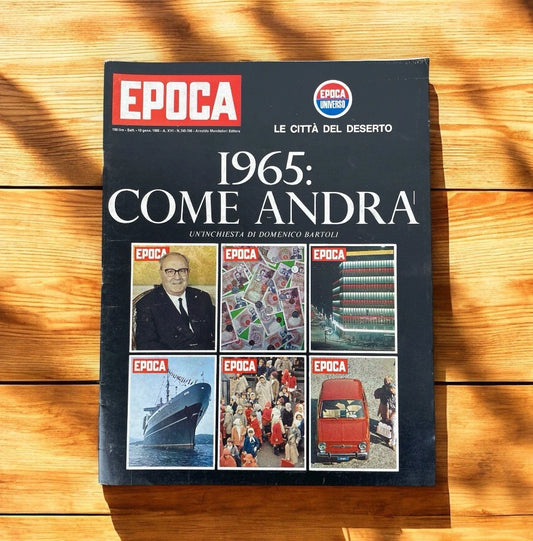 EPOCA
EPOCA
UNIVERSO
LE CITTÀ DEL DESERTO
1965:
COME ANDRA'
UN'INCHIESTA DI DOMENICO BARTOLI
EPOCA
EPOCA
EPOCA
EPOCA
EPOCA
EPOCA